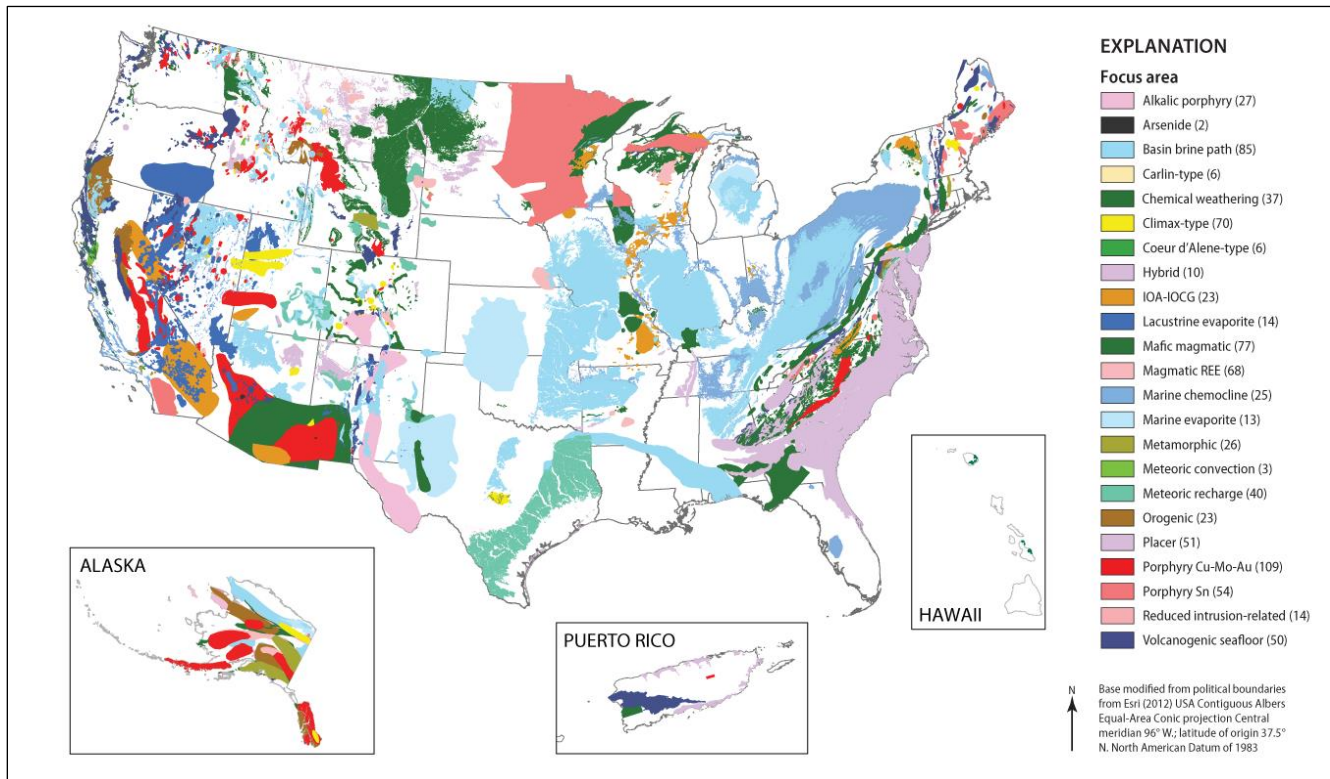 EXPLANATION
Focus area
Alkalic porphyry (27)
Arsenide (2)
Basin brine path (85)
Carlin-type (6)
Chemical weathering (37)
Climax-type (70)
Coeur d'Alene-type (6)
Hybrid (10)
IOA-IOCG (23)
Lacustrine evaporite (14)
Mafic magmatic (77)
Magmatic REE (68)
Marine chemocline (25)
Marine evaporite (13)
Metamorphic (26)
Meteoric convection (3)
Meteoric recharge (40)
Orogenic (23)
Placer (51)
Porphyry Cu-Mo-Au (109)
Porphyry Sn (54)
Reduced intrusion-related (14)
Volcanogenic seafloor (50)
ALASKA
PUERTO RICO
HAWAII
N
Base modified from political boundaries
from Esri (2012) USA Contiguous Albers
Equal-Area Conic projection Central
meridian 96° W.; latitude of origin 37.5°
N. North American Datum of 1983